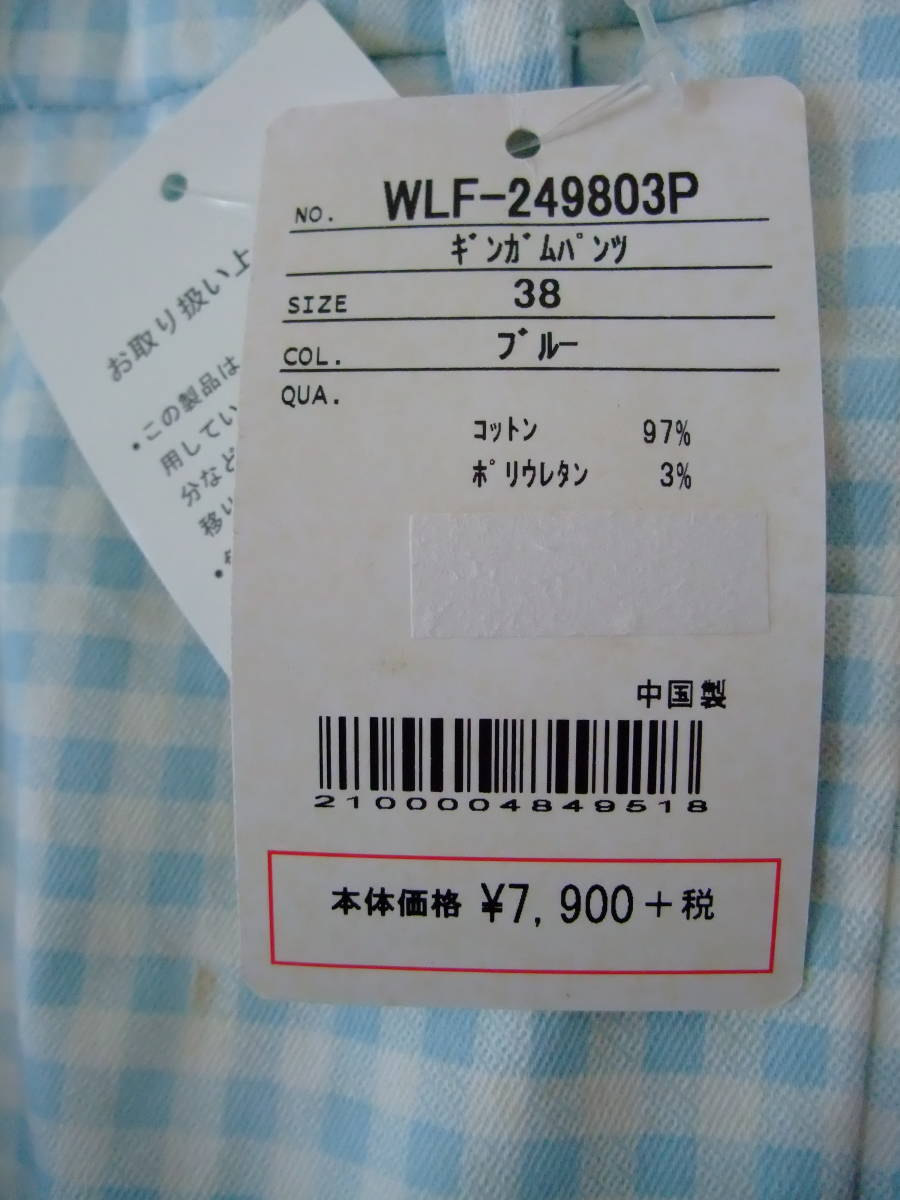 NO. WLF-249803P
ギンガムパンツ
SIZE 38
COL. ブルー
QUA.
コットン 97%
ポリウレタン 3%
中国製
2100004849518
本体価格 ¥7,900+税
お取り扱い上
•この製品は
用してい
分など
移い